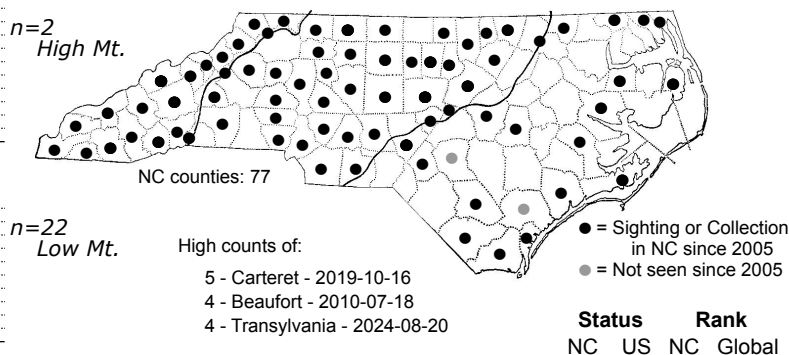 n=2
High Mt.
NC counties: 77
n=22
Low Mt.
High counts of:
5 - Carteret - 2019-10-16
4 - Beaufort - 2010-07-18
4 - Transylvania - 2024-08-20
● = Sighting or Collection
in NC since 2005
● = Not seen since 2005
Status Rank
NC US NC Global